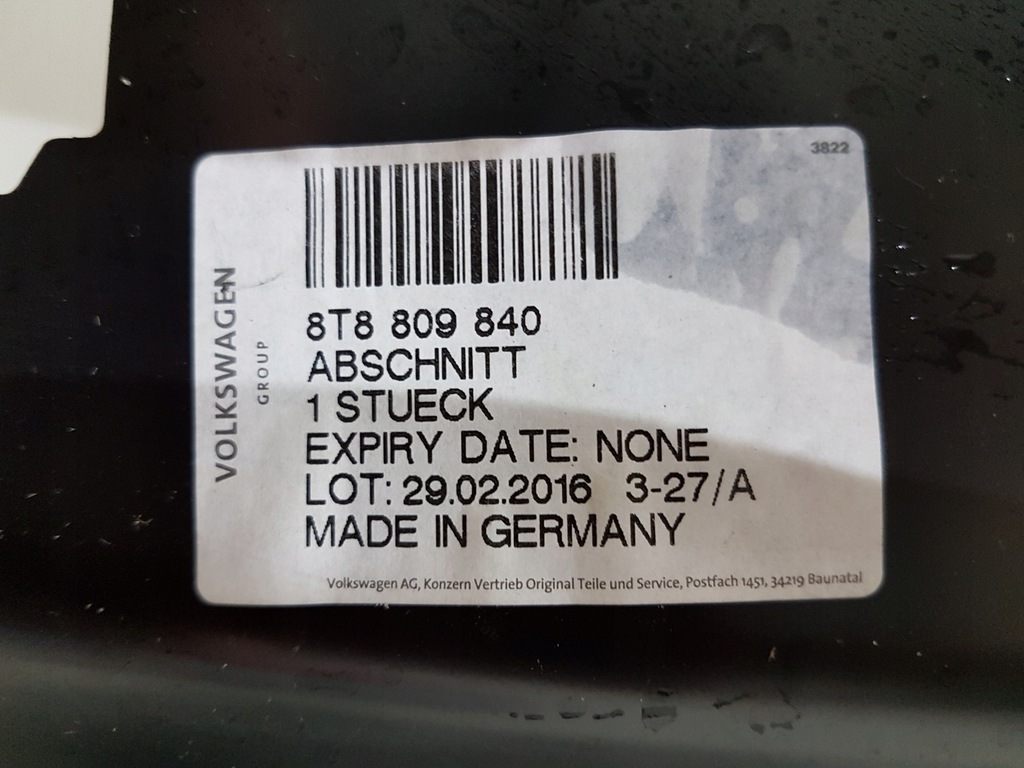 3822
VOLKSWAGEN
GROUP
8T8 809 840
ABSCHNITT
1 STUECK
EXPIRY DATE: NONE
LOT: 29.02.2016 3-27/A
MADE IN GERMANY
Volkswagen AG, Konzern Vertrieb Original Teile und Service, Postfach 1451, 34219 Baunatal